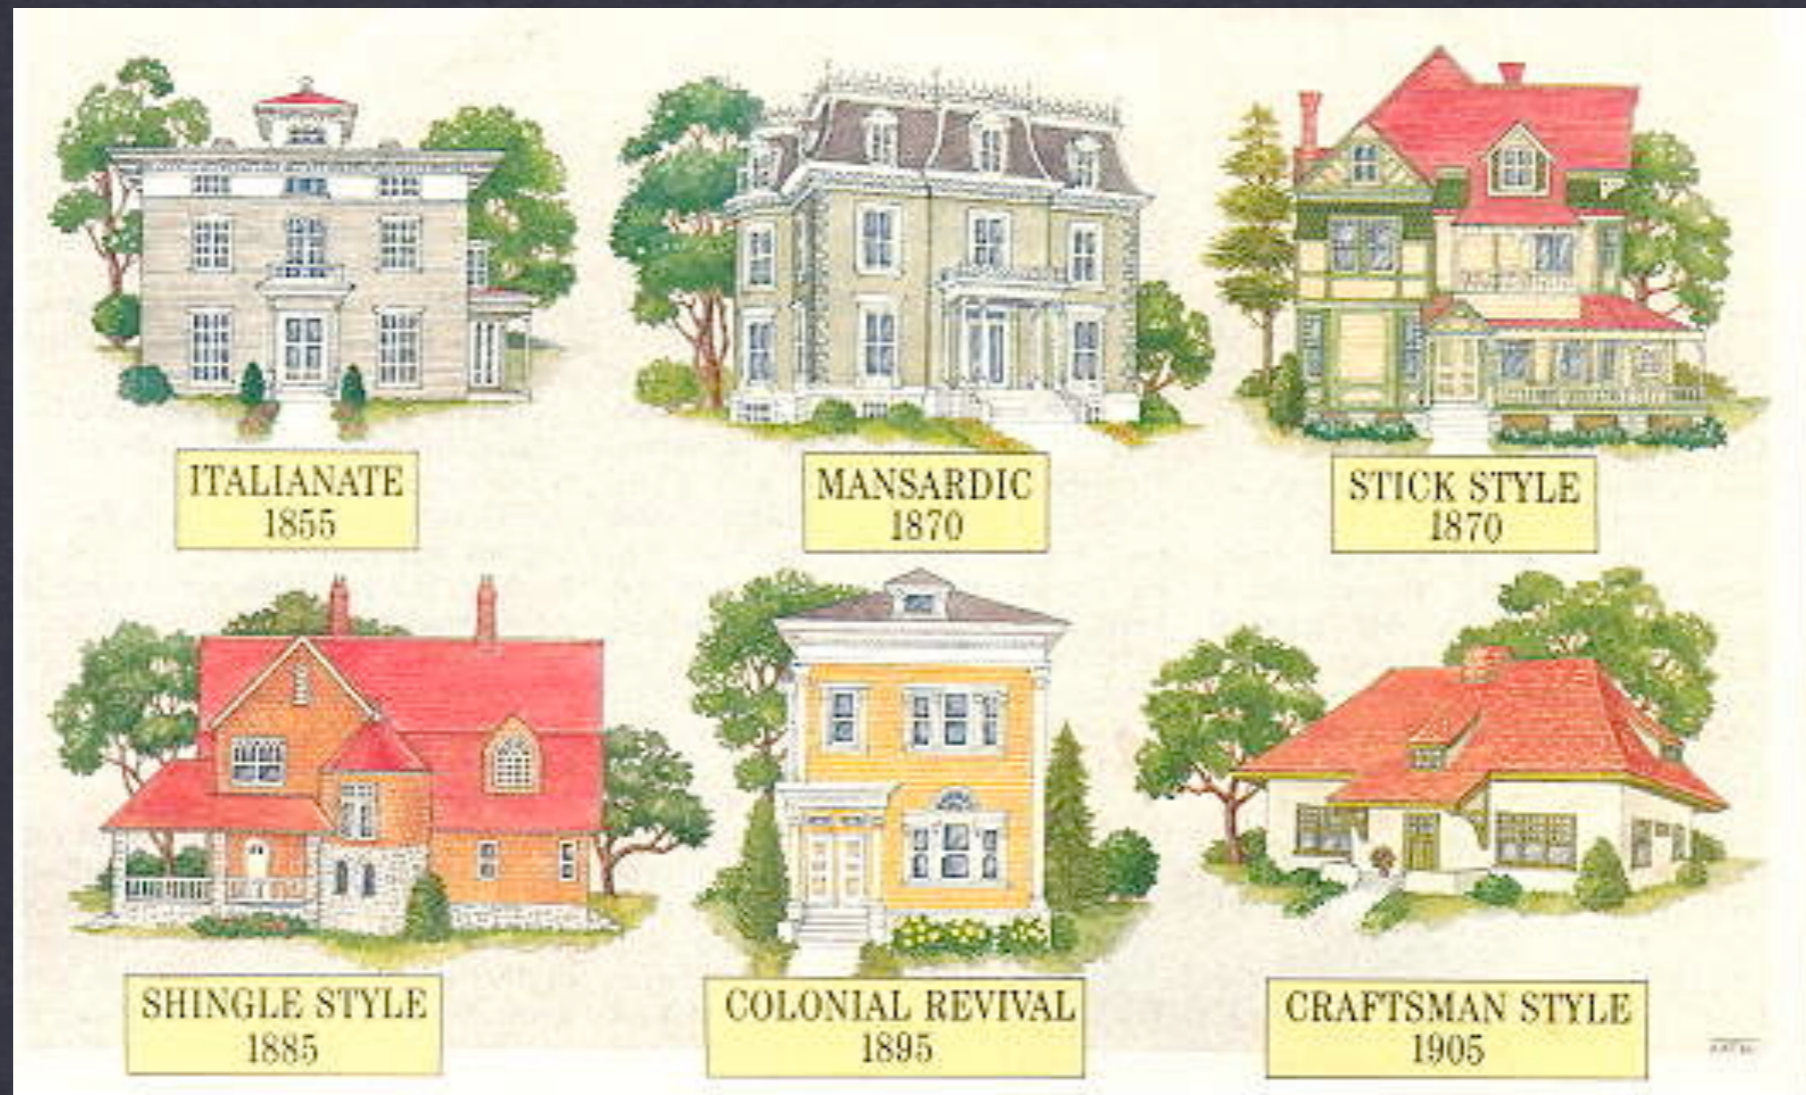 ITALIANATE
1855
MANSARDIC
1870
STICK STYLE
1870
SHINGLE STYLE
1885
COLONIAL REVIVAL
1895
CRAFTSMAN STYLE
1905